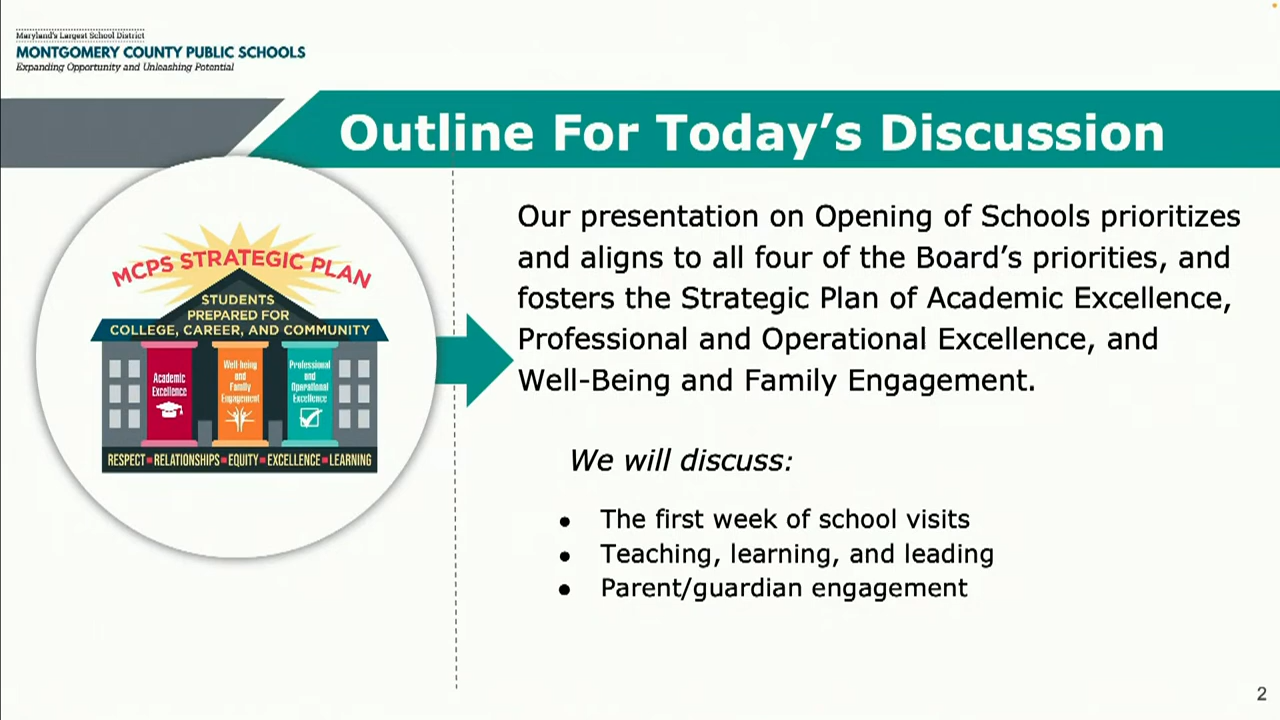 Maryland's Largest School District
MONTGOMERY COUNTY PUBLIC SCHOOLS
Expanding Opportunity and Unleashing Potential
Outline For Today's Discussion
MCPS STRATEGIC PLAN
STUDENTS
PREPARED FOR
COLLEGE, CAREER, AND COMMUNITY
Academic
Excellence
Well being
and
Family
Engagement
Professional
and
Operational
Excellence
RESPECT ▪ RELATIONSHIPS ▪ EQUITY ▪ EXCELLENCE ▪ LEARNING
Our presentation on Opening of Schools prioritizes
and aligns to all four of the Board's priorities, and
fosters the Strategic Plan of Academic Excellence,
Professional and Operational Excellence, and
Well-Being and Family Engagement.
We will discuss:
● The first week of school visits
● Teaching, learning, and leading
● Parent/guardian engagement
2